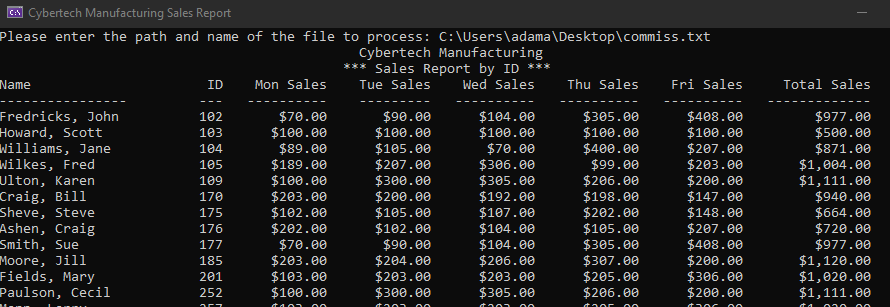 Cybertech Manufacturing Sales Report
Please enter the path and name of the file to process: C:\Users\adama\Desktop\commiss.txt
Cybertech Manufacturing
*** Sales Report by ID ***
Name ID Mon Sales Tue Sales Wed Sales Thu Sales Fri Sales Total Sales
---------------- --- ---------- ---------- ---------- ---------- ---------- -------------
Fredricks, John 102 $70.00 $90.00 $104.00 $305.00 $408.00 $977.00
Howard, Scott 103 $100.00 $100.00 $100.00 $100.00 $100.00 $500.00
Williams, Jane 104 $89.00 $105.00 $70.00 $400.00 $207.00 $871.00
Wilkes, Fred 105 $189.00 $207.00 $306.00 $99.00 $203.00 $1,004.00
Ulton, Karen 109 $100.00 $300.00 $305.00 $206.00 $200.00 $1,111.00
Craig, Bill 170 $203.00 $200.00 $192.00 $198.00 $147.00 $940.00
Sheve, Steve 175 $102.00 $105.00 $107.00 $202.00 $148.00 $664.00
Ashen, Craig 176 $202.00 $102.00 $104.00 $105.00 $207.00 $720.00
Smith, Sue 177 $70.00 $90.00 $104.00 $305.00 $408.00 $977.00
Moore, Jill 185 $203.00 $204.00 $206.00 $307.00 $200.00 $1,120.00
Fields, Mary 201 $103.00 $203.00 $203.00 $205.00 $306.00 $1,020.00
Paulson, Cecil 252 $100.00 $300.00 $305.00 $206.00 $200.00 $1,111.00